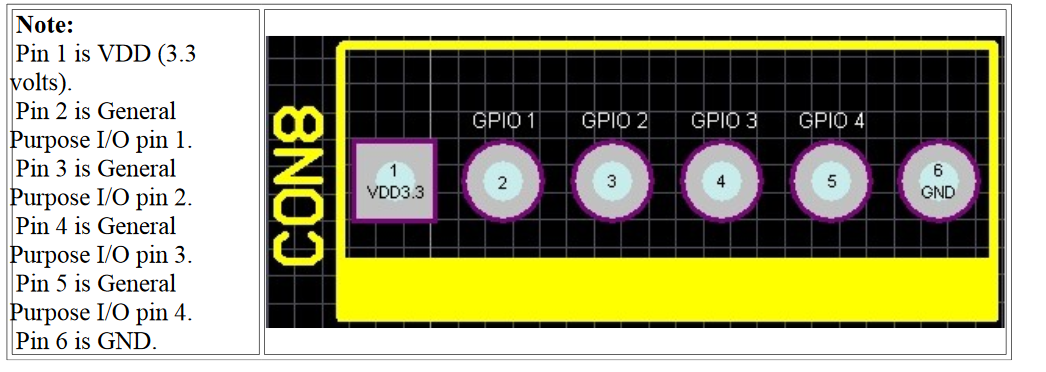 Note:
Pin 1 is VDD (3.3
volts).
Pin 2 is General
Purpose I/O pin 1.
Pin 3 is General
Purpose I/O pin 2.
Pin 4 is General
Purpose I/O pin 3.
Pin 5 is General
Purpose I/O pin 4.
Pin 6 is GND.
CON8
GPIO 1 GPIO 2 GPIO 3 GPIO 4
1 2 3 4 5 6
VDD3.3 GND